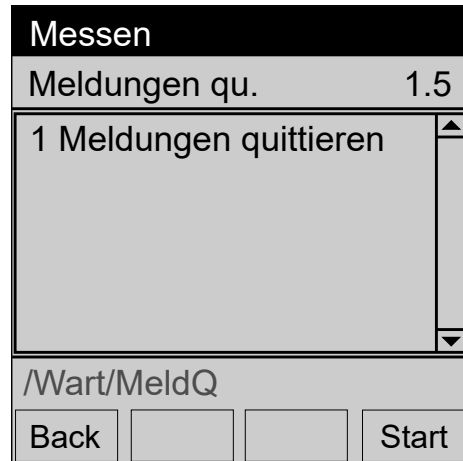 Messen
Meldungen qu. 1.5
1 Meldungen quittieren
/Wart/MeldQ
Back Start